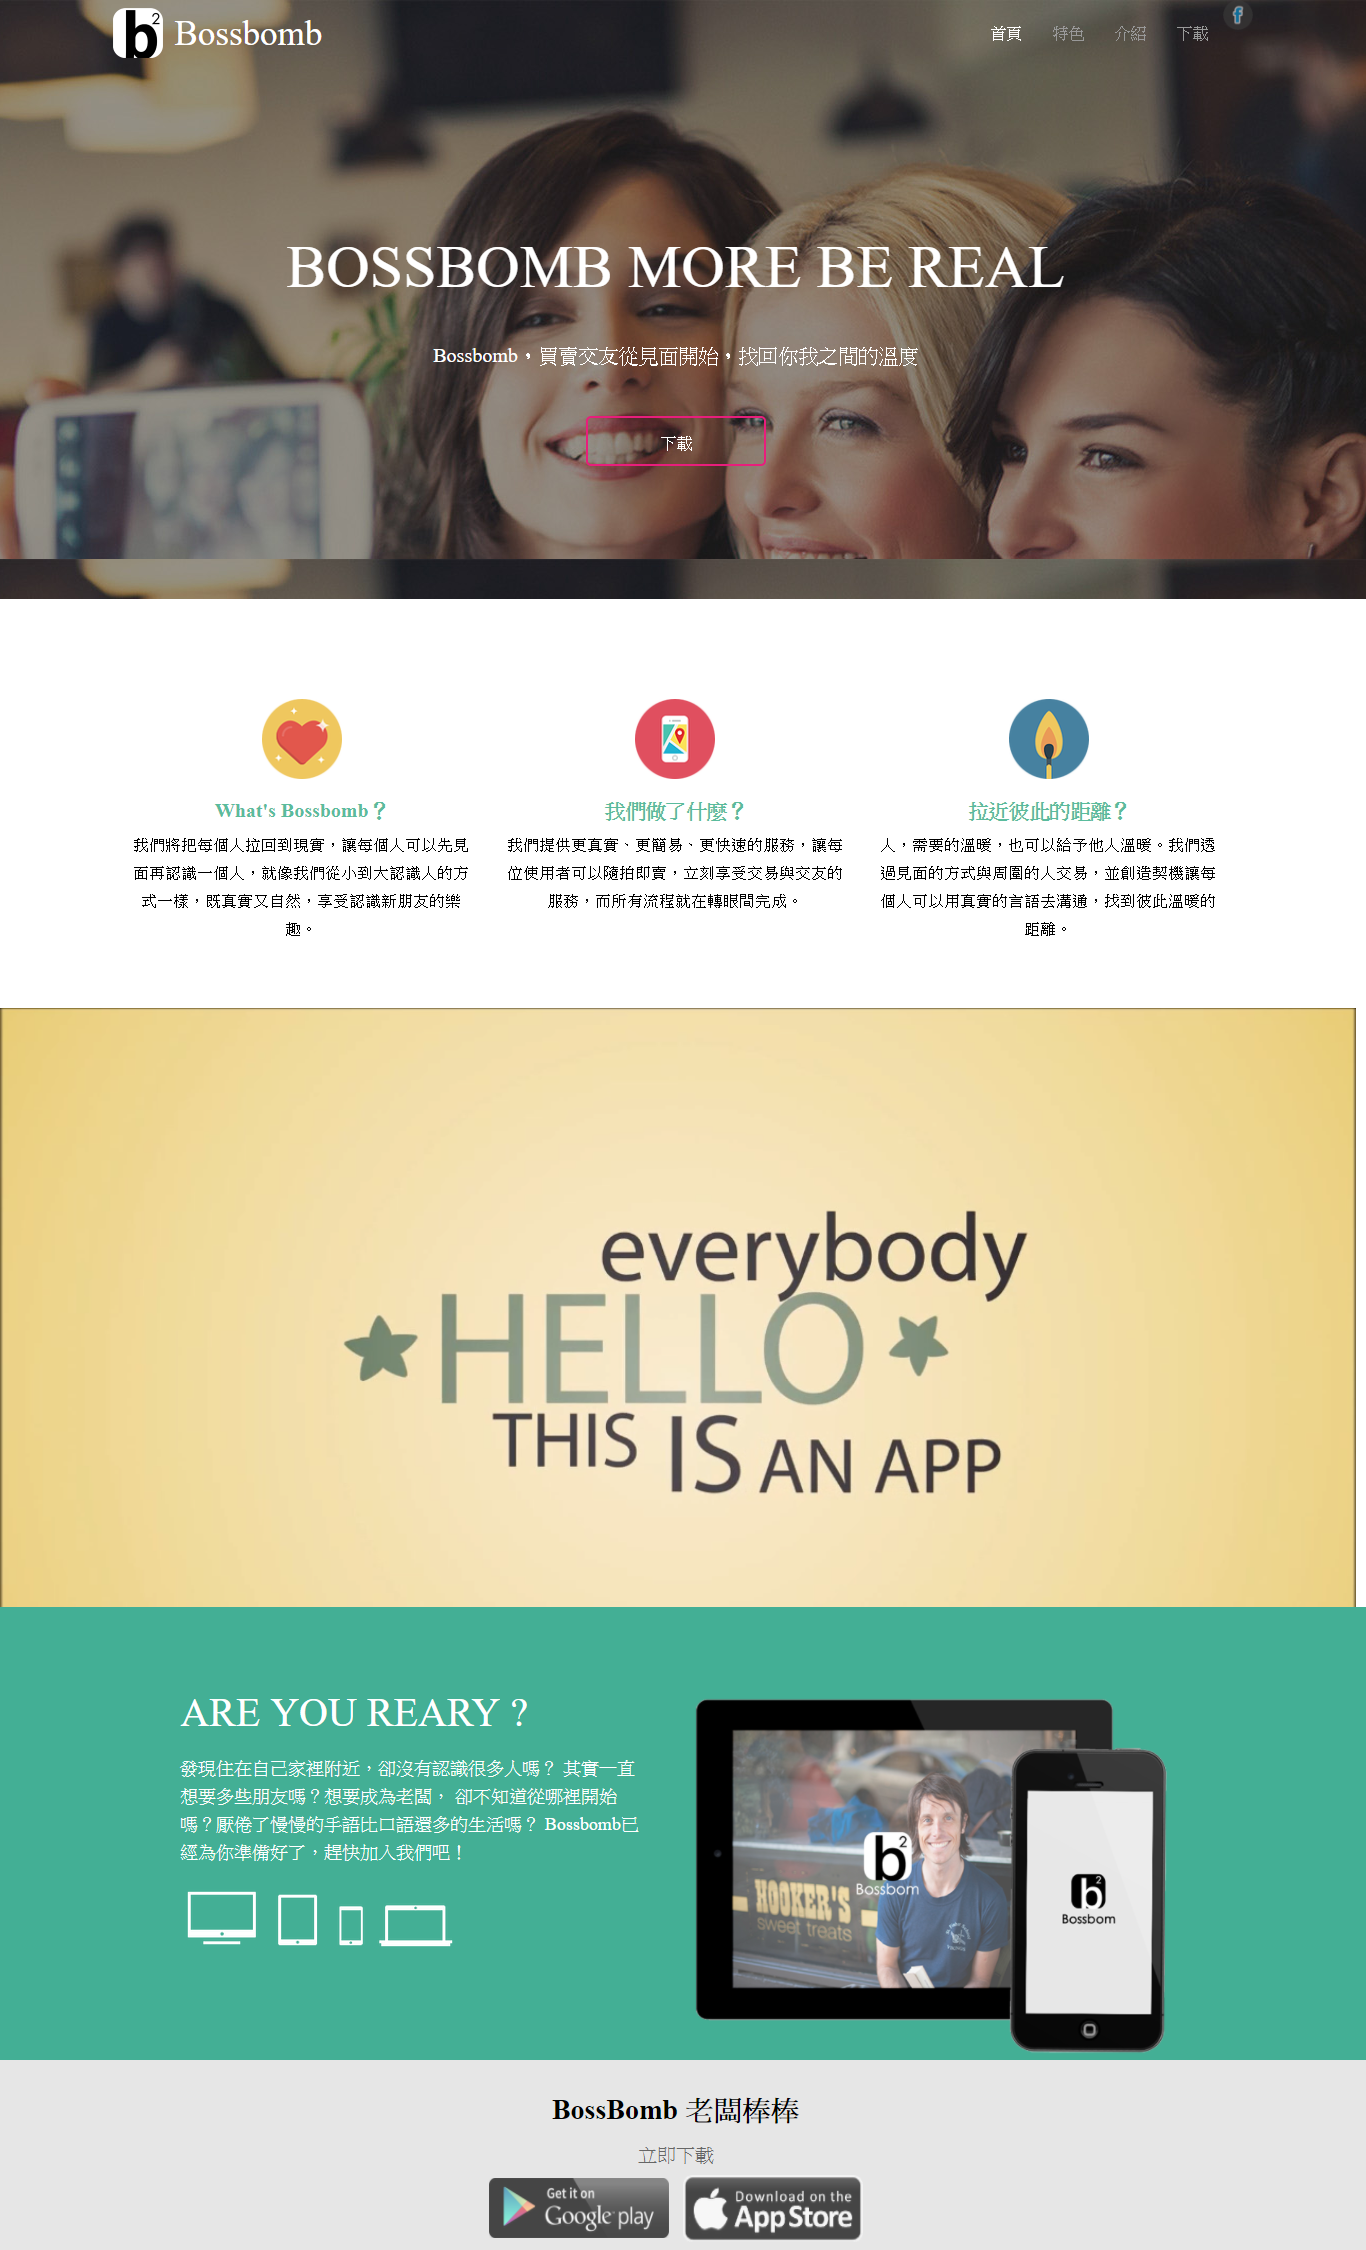 b2 Bossbomb
首頁 特色 介紹 下載
BOSSBOMB MORE BE REAL
Bossbomb，買賣交友從見面開始，找回你我之間的溫度
下載
What's Bossbomb？
我們將把每個人拉回到現實，讓每個人可以先見
面再認識一個人，就像我們從小到大認識人的方
式一樣，既真實又自然，享受認識新朋友的樂
趣。
我們做了什麼？
我們提供更真實、更簡易、更快速的服務，讓每
位使用者可以隨拍即賣，立刻享受交易與交友的
服務，而所有流程就在轉眼間完成。
拉近彼此的距離？
人，需要的溫暖，也可以給予他人溫暖。我們透
過見面的方式與周圍的人交易，並創造契機讓每
個人可以用真實的言語去溝通，找到彼此溫暖的
距離。
everybody
HELLO
THIS IS AN APP
ARE YOU REARY？
發現住在自己家裡附近，卻沒有認識很多人嗎？ 其實一直
想要多些朋友嗎？想要成為老闆， 卻不知道從哪裡開始
嗎？厭倦了慢慢的手語比口語還多的生活嗎？ Bossbomb已
經為你準備好了，趕快加入我們吧！
b2
Bossbom
HOOKER'S
sweet treats
b2
Bossbom
BossBomb 老闆棒棒
立即下載
Get it on
Google play
Download on the
App Store